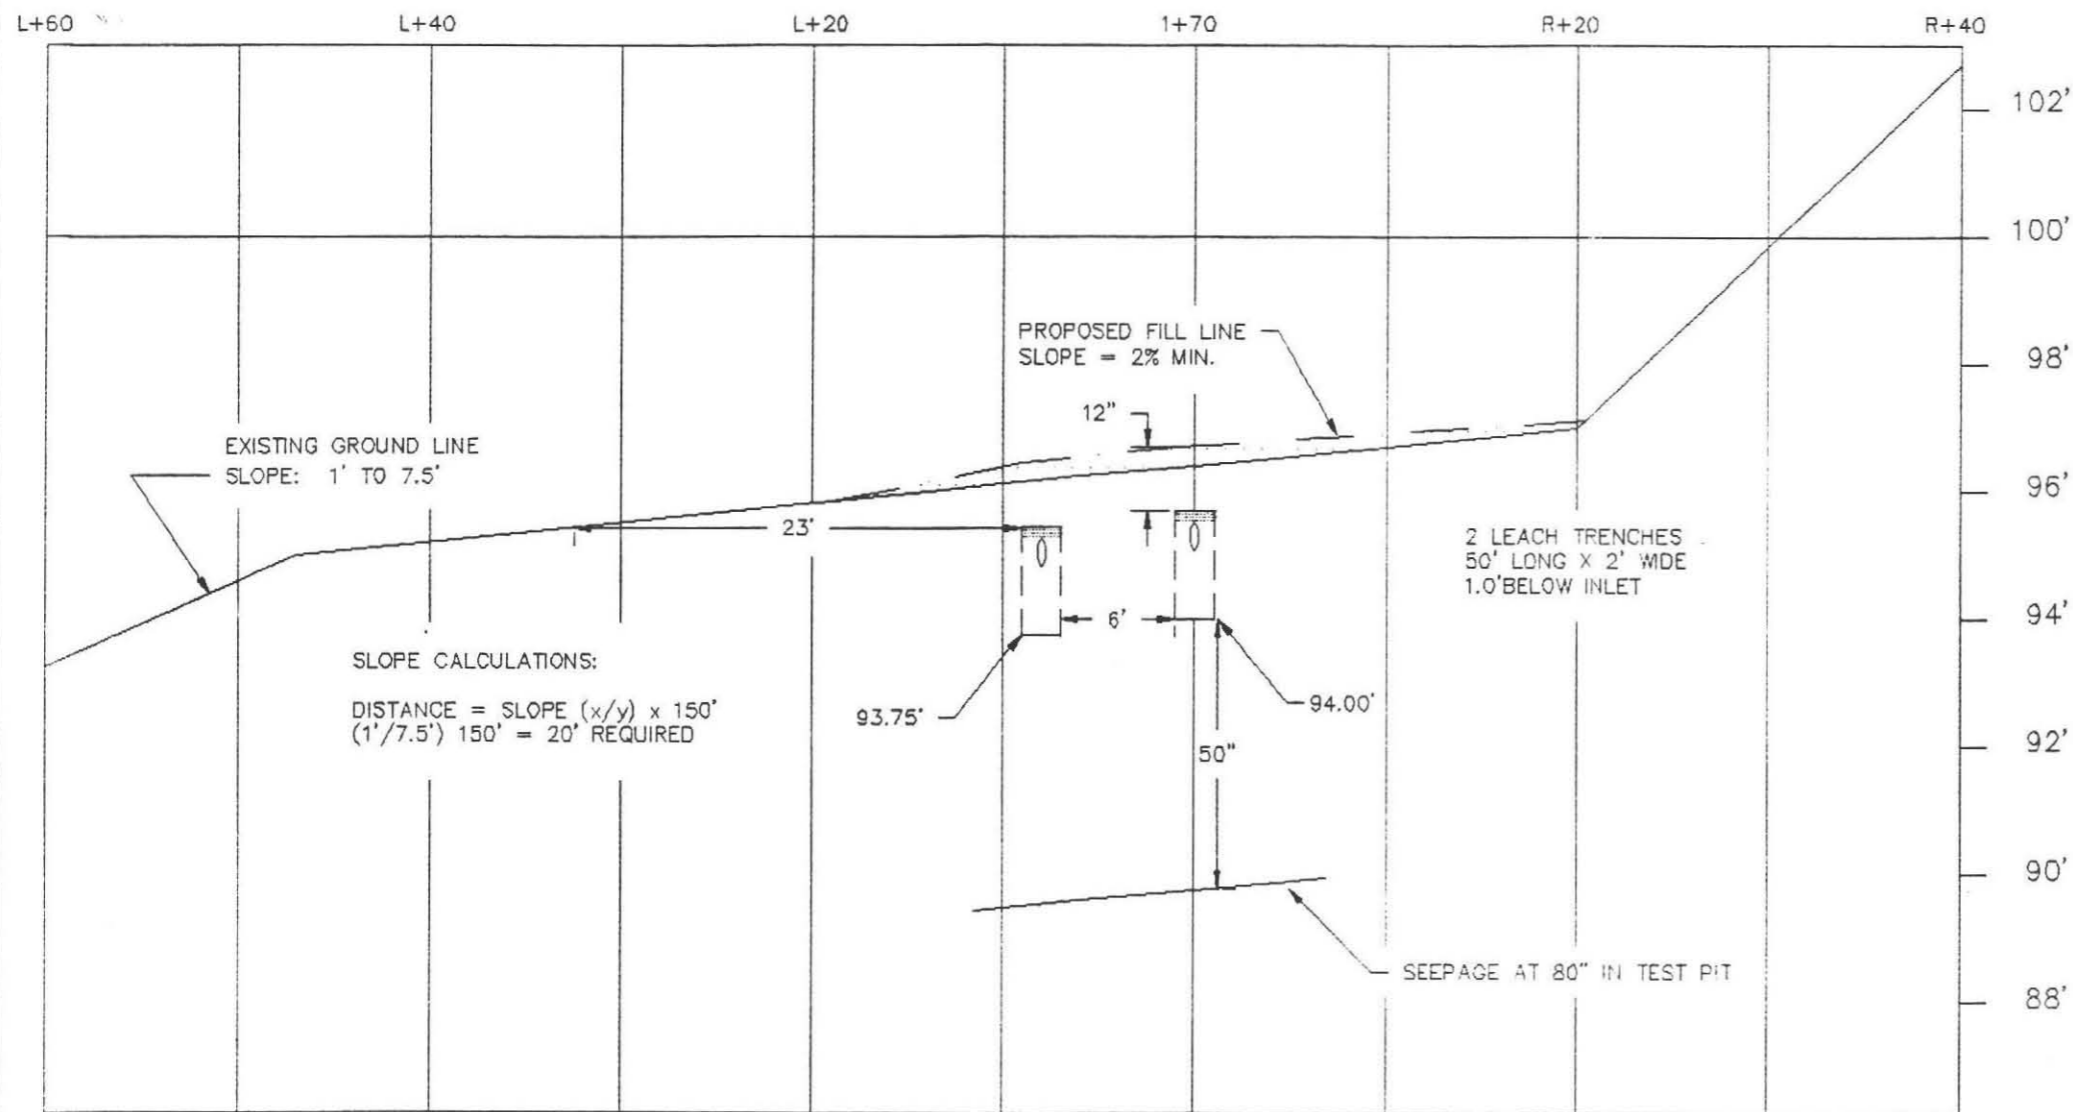 L+60 L+40 L+20 1+70 R+20 R+40
102'
100'
PROPOSED FILL LINE
SLOPE = 2% MIN.
98'
12"
EXISTING GROUND LINE
SLOPE: 1' TO 7.5'
96'
23'
2 LEACH TRENCHES
50' LONG X 2' WIDE
1.0'BELOW INLET
6'
94'
SLOPE CALCULATIONS:
DISTANCE = SLOPE (x/y) x 150'
(1'/7.5') 150' = 20' REQUIRED
93.75'
94.00'
92'
50"
90'
SEEPAGE AT 80" IN TEST PIT
88'